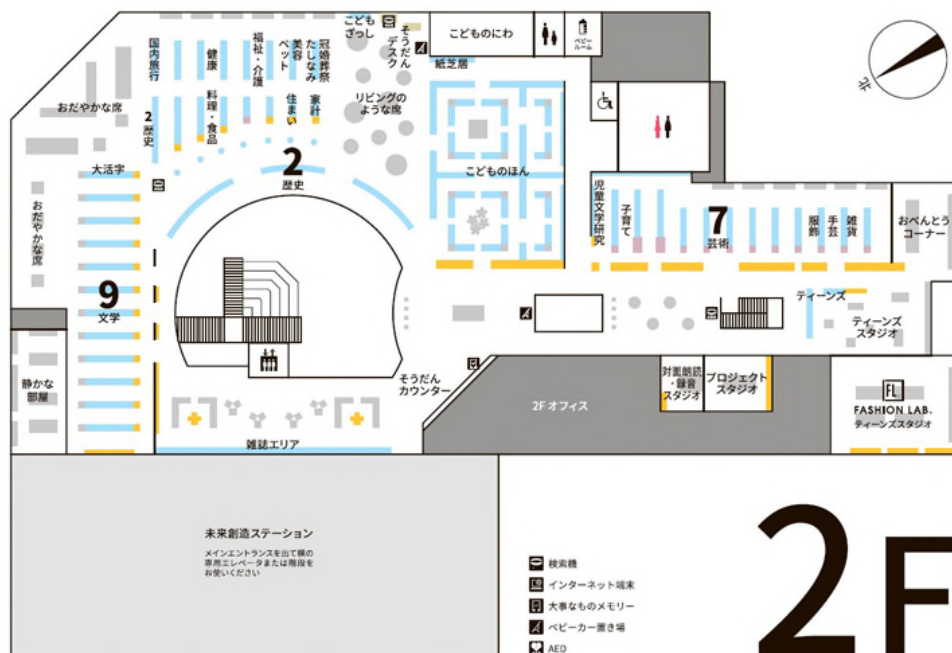 こども
ざっし
そうだん
デスク
こどものにわ
ベビー
ルーム
北
国内旅行
健康
福祉・介護
ペット
美容
たしなみ
冠婚葬祭
紙芝居
おだやかな席
2
歴史
料理・食品
住まい
家計
リビングの
ような席
大活字
2
歴史
こどものほん
児童文学研究
子育て
7
芸術
服飾
手芸
雑貨
おべんとう
コーナー
おだやかな席
9
文学
ティーンズ
ティーンズ
スタジオ
静かな
部屋
そうだん
カウンター
対面朗読
・録音
スタジオ
プロジェクト
スタジオ
2F オフィス
FL
FASHION LAB.
ティーンズスタジオ
雑誌エリア
未来創造ステーション
メインエントランスを出て横の
専用エレベータまたは階段を
お使いください
検索機
インターネット端末
大事なものメモリー
ベビーカー置き場
AED
2F